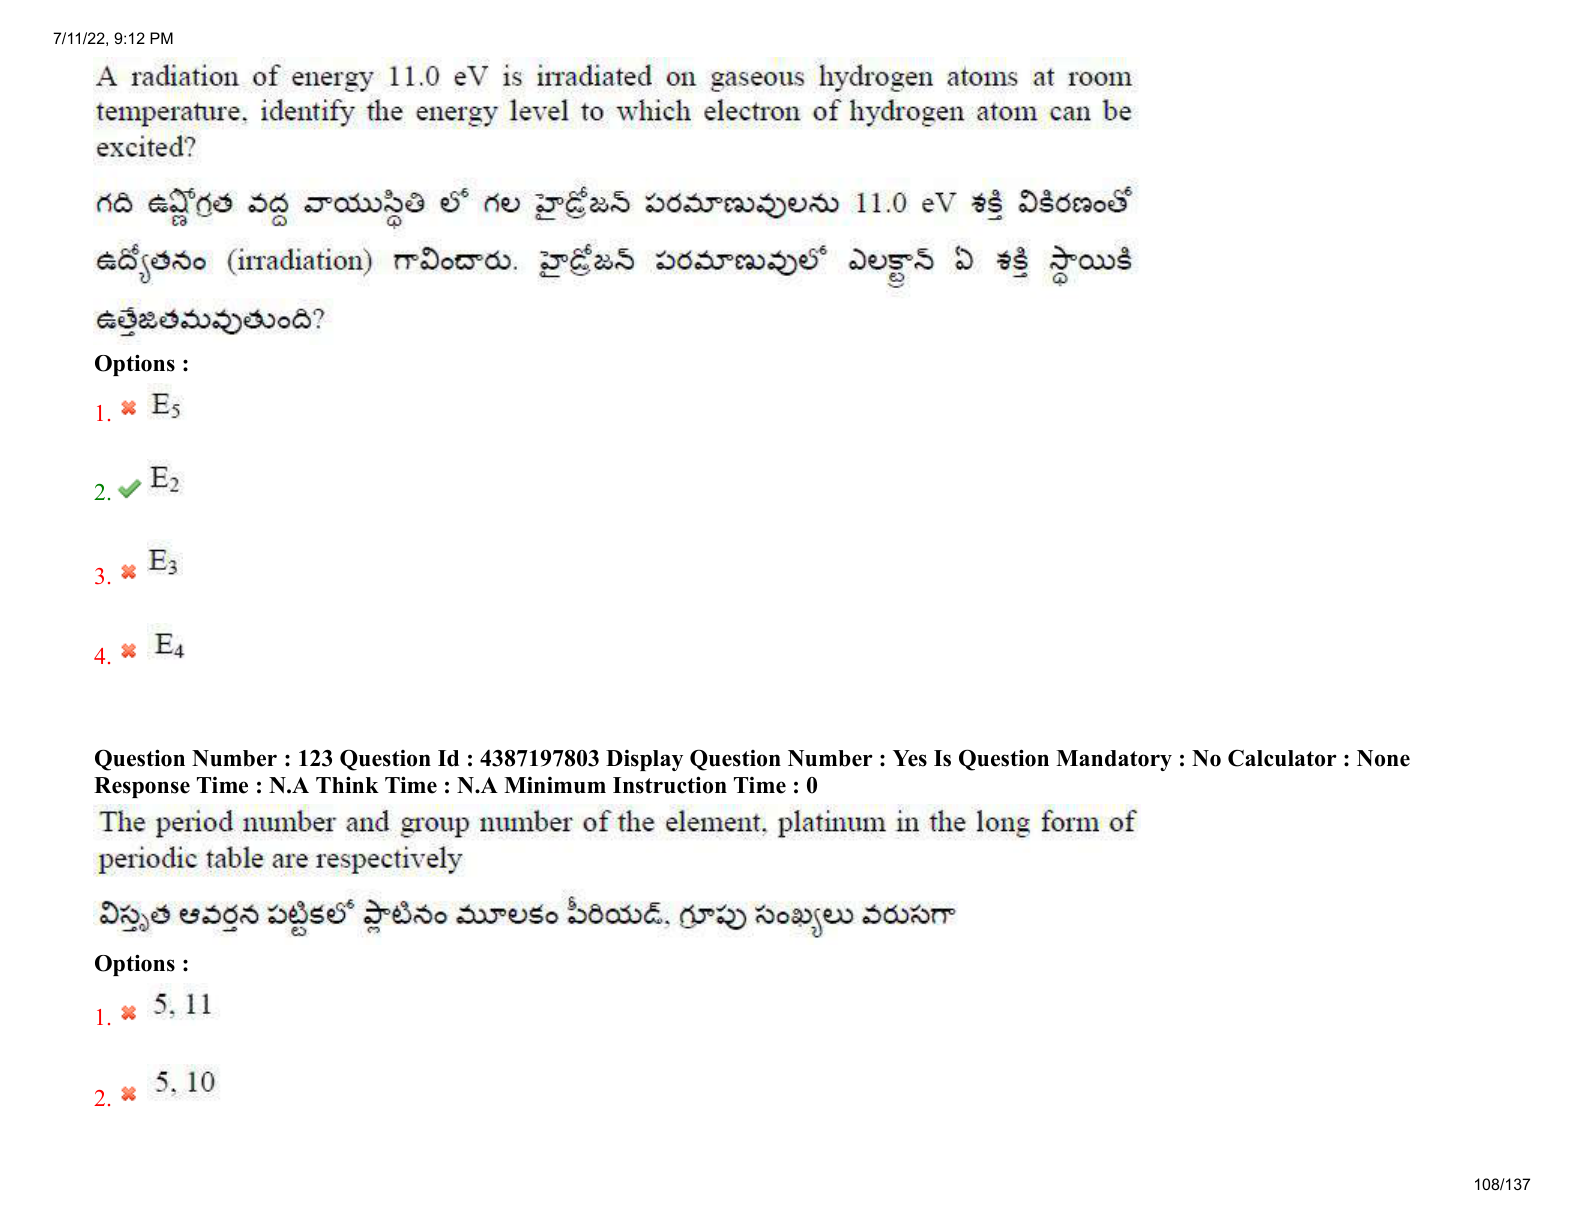 7/11/22, 9:12 PM
A radiation of energy 11.0 eV is irradiated on gaseous hydrogen atoms at room
temperature, identify the energy level to which electron of hydrogen atom can be
excited?
గది ఉష్ణోగ్రత వద్ద వాయుస్థితి లో గల హైడ్రోజన్ పరమాణువులను 11.0 eV శక్తి వికిరణంతో
ఉద్యోతనం (irradiation) గావించారు. హైడ్రోజన్ పరమాణువులో ఎలక్ట్రాన్ ఏ శక్తి స్థాయికి
ఉత్తేజితమవుతుంది?
Options :
1. E5
2. E2
3. E3
4. E4
Question Number : 123 Question Id : 4387197803 Display Question Number : Yes Is Question Mandatory : No Calculator : None
Response Time : N.A Think Time : N.A Minimum Instruction Time : 0
The period number and group number of the element, platinum in the long form of
periodic table are respectively
విస్తృత ఆవర్తన పట్టికలో ప్లాటినం మూలకం పీరియడ్, గ్రూపు సంఖ్యలు వరుసగా
Options :
1. 5, 11
2. 5, 10
108/137